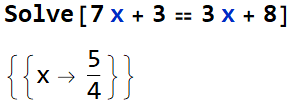 Solve[7 x + 3 == 3 x + 8]
{{x → 5/4}}